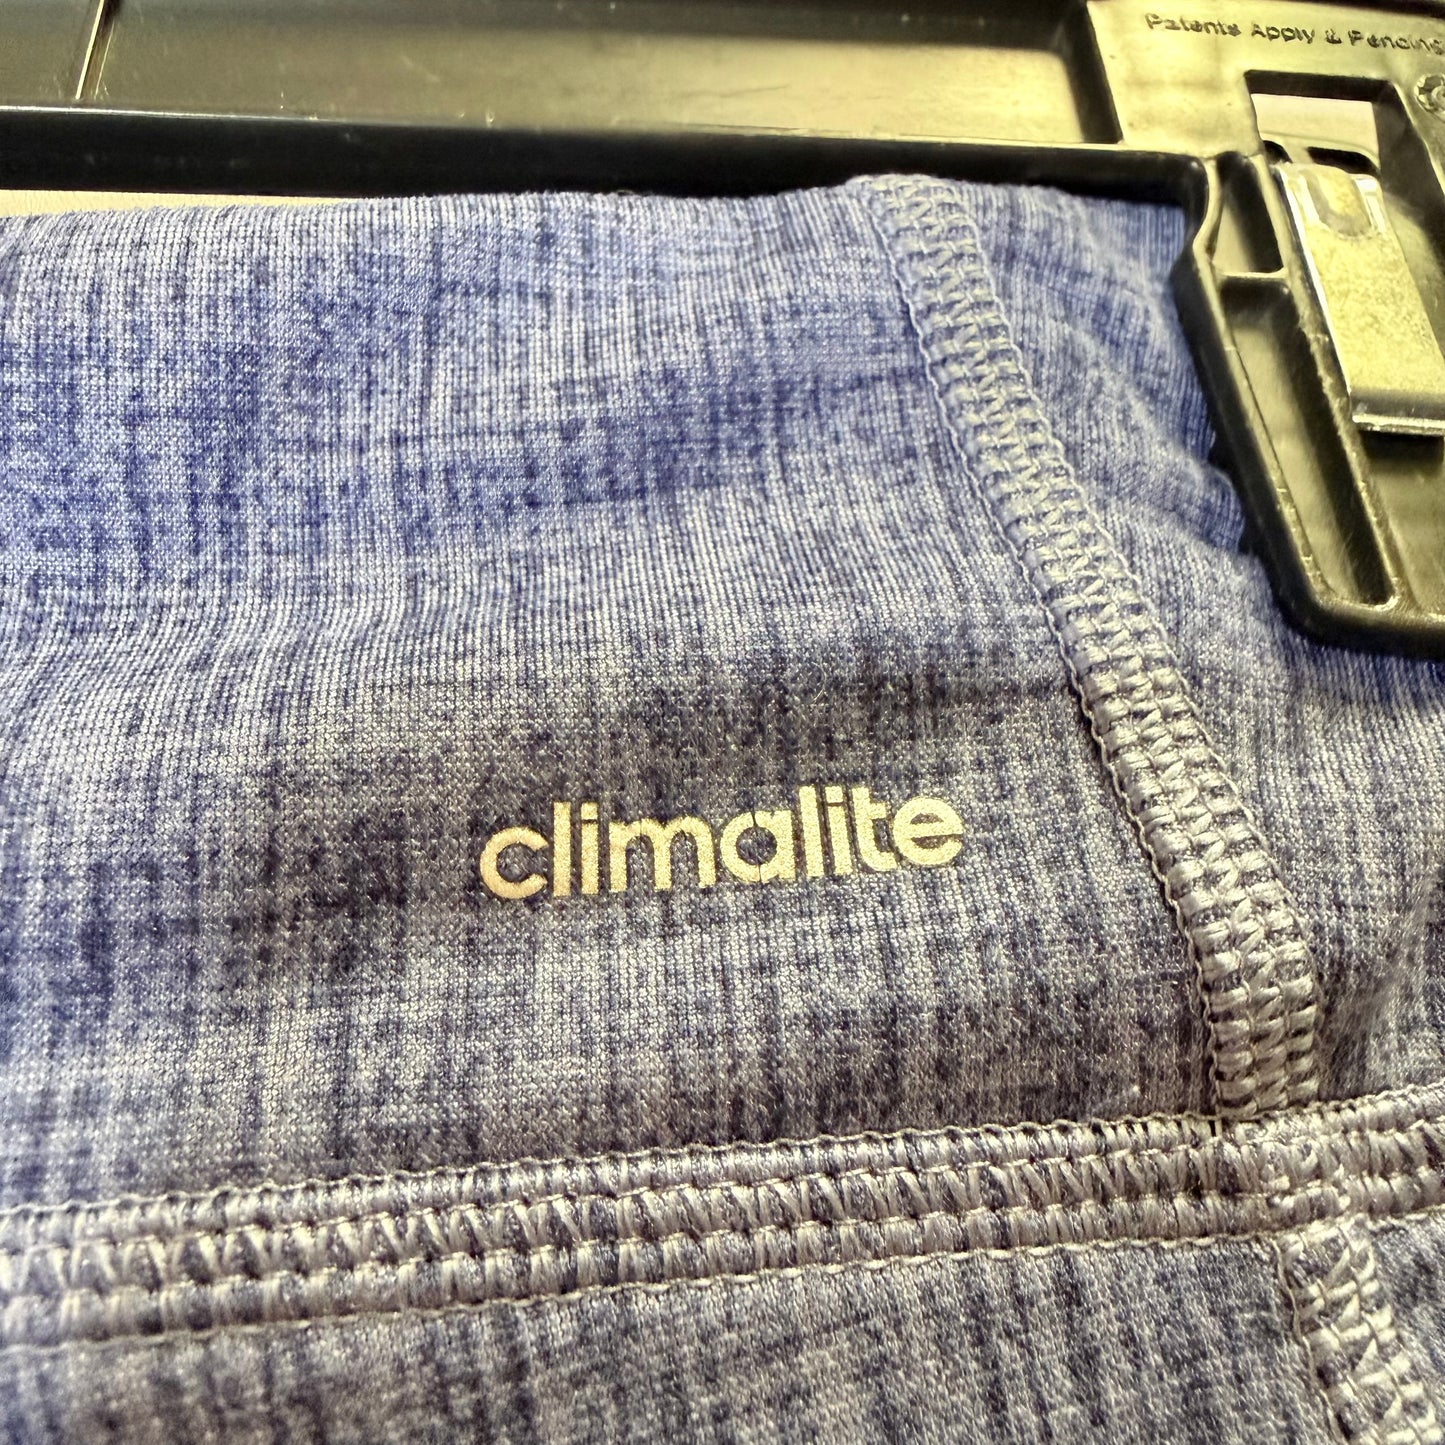 Patents Apply & Pending
climalite